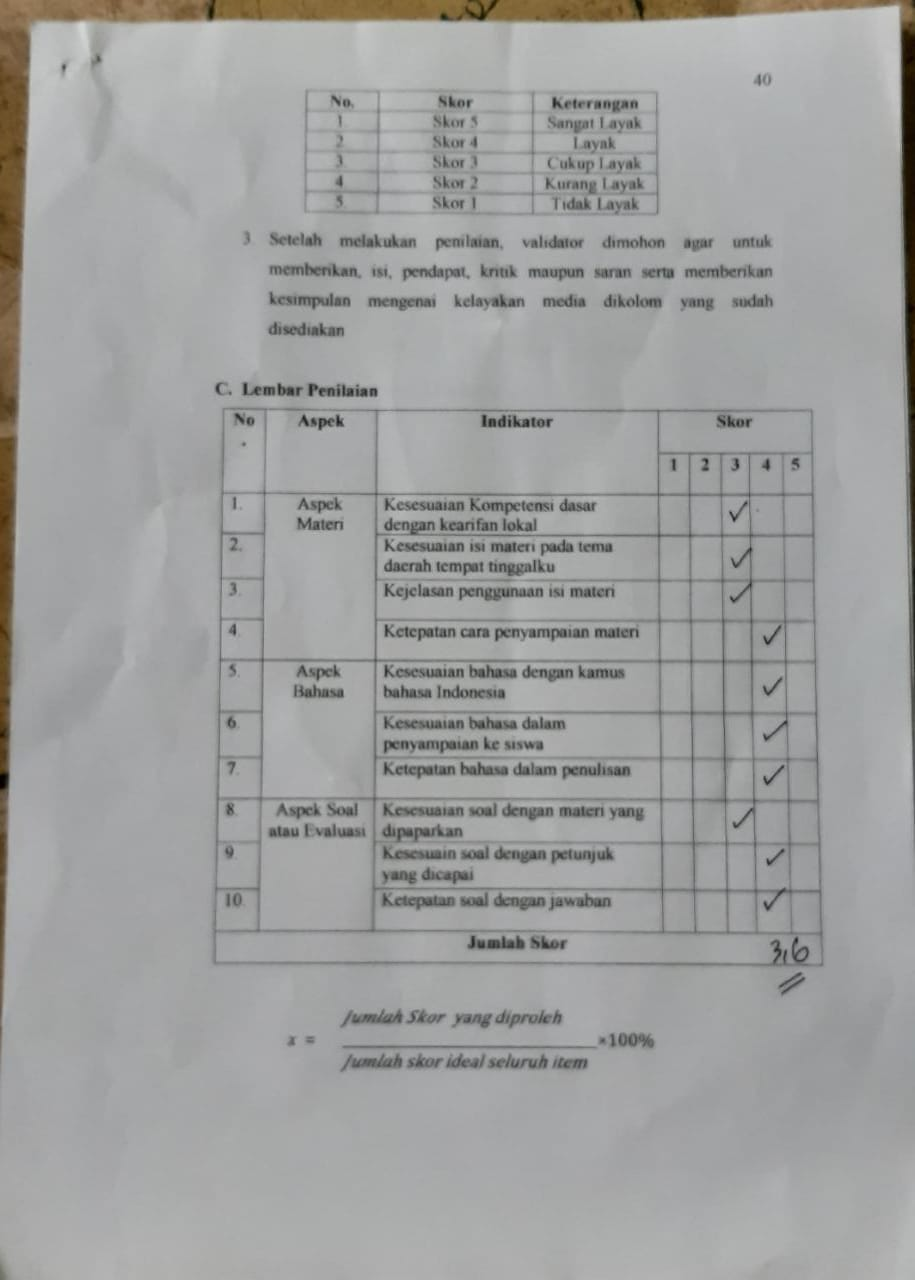 40
No. Skor Keterangan
1 Skor 5 Sangat Layak
2 Skor 4 Layak
3 Skor 3 Cukup Layak
4 Skor 2 Kurang Layak
5 Skor 1 Tidak Layak
3. Setelah melakukan penilaian, validator dimohon agar untuk
memberikan, isi, pendapat, kritik maupun saran serta memberikan
kesimpulan mengenai kelayakan media dikolom yang sudah
disediakan
C. Lembar Penilaian
No. Aspek Indikator Skor
1 2 3 4 5
1. Aspek Kesesuaian Kompetensi dasar ✓
Materi dengan kearifan lokal
2. Kesesuaian isi materi pada tema ✓
daerah tempat tinggalku
3. Kejelasan penggunaan isi materi ✓
4. Ketepatan cara penyampaian materi ✓
5. Aspek Kesesuaian bahasa dengan kamus ✓
Bahasa bahasa Indonesia
6. Kesesuaian bahasa dalam ✓
penyampaian ke siswa
7. Ketepatan bahasa dalam penulisan ✓
8. Aspek Soal Kesesuaian soal dengan materi yang ✓
atau Evaluasi dipaparkan
9. Kesesuain soal dengan petunjuk ✓
yang dicapai
10. Ketepatan soal dengan jawaban ✓
Jumlah Skor 3,6
Jumlah Skor yang diproleh
x = ×100%
Jumlah skor ideal seluruh item